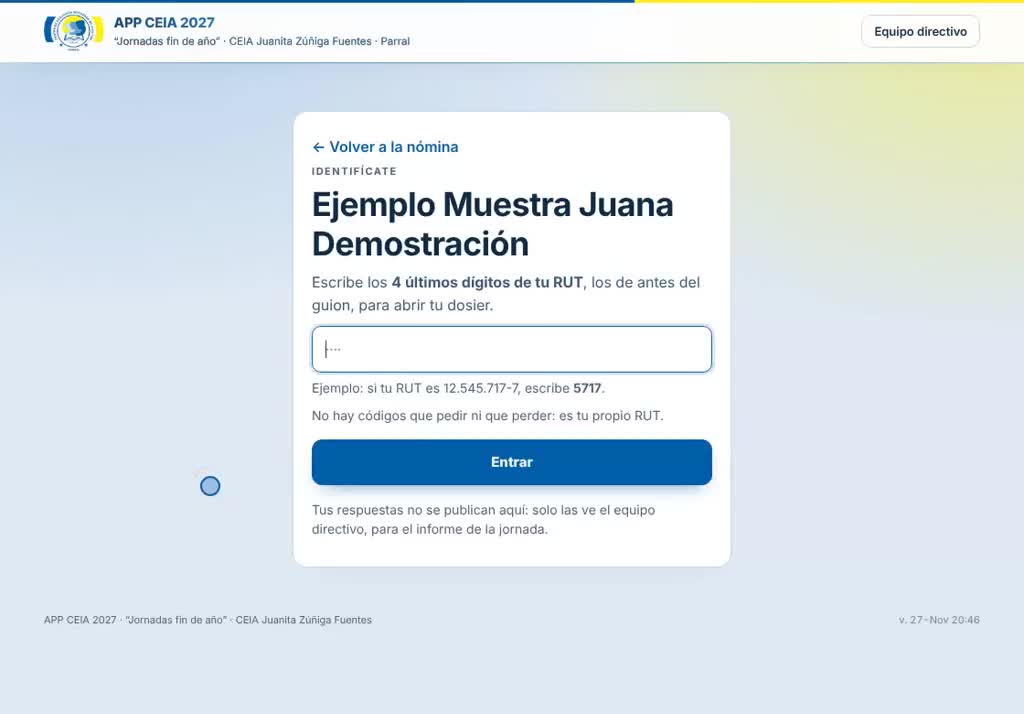 APP CEIA 2027
"Jornadas fin de año" · CEIA Juanita Zúñiga Fuentes · Parral
Equipo directivo
← Volver a la nómina
IDENTIFÍCATE
Ejemplo Muestra Juana
Demostración
Escribe los 4 últimos dígitos de tu RUT, los de antes del
guion, para abrir tu dosier.
····
Ejemplo: si tu RUT es 12.545.717-7, escribe 5717.
No hay códigos que pedir ni que perder: es tu propio RUT.
Entrar
Tus respuestas no se publican aquí: solo las ve el equipo
directivo, para el informe de la jornada.
APP CEIA 2027 · "Jornadas fin de año" · CEIA Juanita Zúñiga Fuentes
v. 27-Nov 20:46